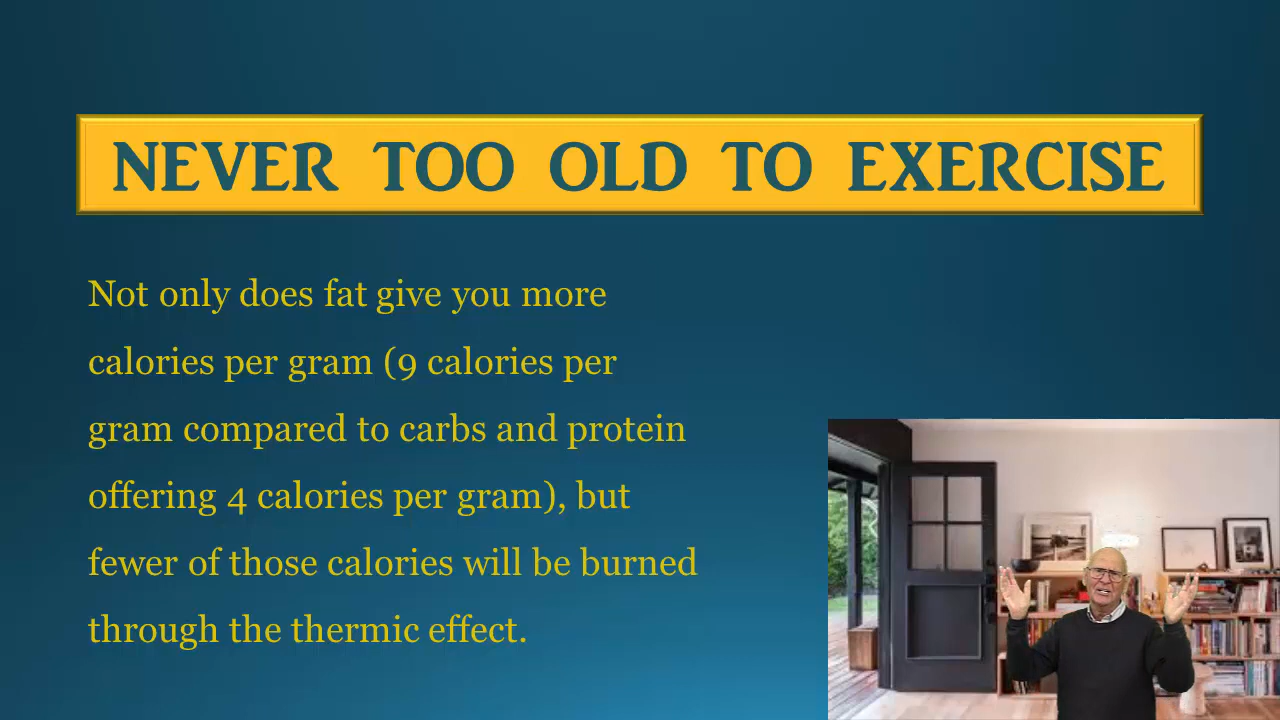 NEVER TOO OLD TO EXERCISE
Not only does fat give you more
calories per gram (9 calories per
gram compared to carbs and protein
offering 4 calories per gram), but
fewer of those calories will be burned
through the thermic effect.